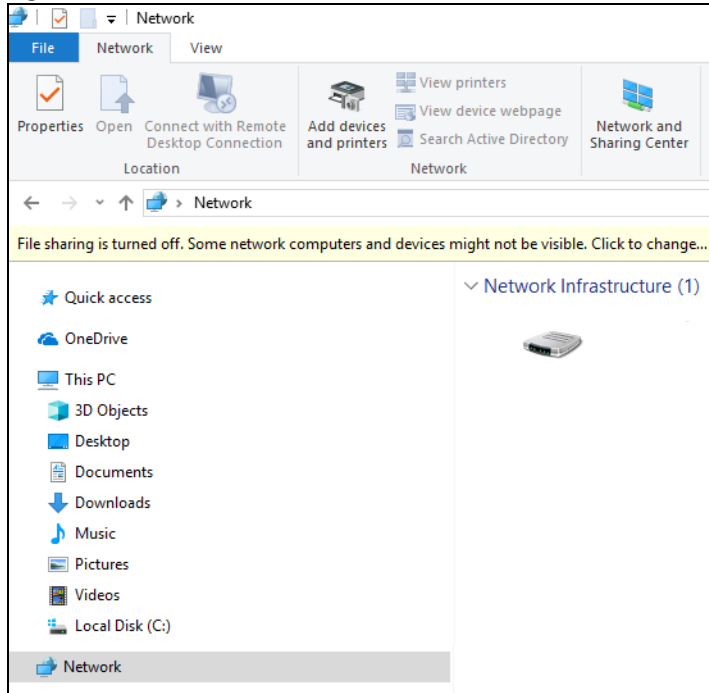 Network
File Network View
Properties Open Connect with Remote Desktop Connection
Location
Add devices and printers
View printers
View device webpage
Search Active Directory
Network
Network and Sharing Center
Network
File sharing is turned off. Some network computers and devices might not be visible. Click to change...
Quick access
OneDrive
This PC
3D Objects
Desktop
Documents
Downloads
Music
Pictures
Videos
Local Disk (C:)
Network
Network Infrastructure (1)